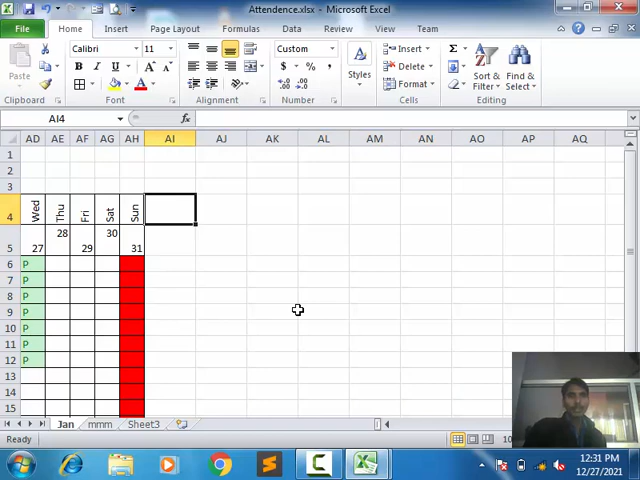 Attendence.xlsx - Microsoft Excel
File Home Insert Page Layout Formulas Data Review View Team
Paste Calibri 11 Custom Styles Insert Delete Format Sort & Filter Find & Select
Clipboard Font Alignment Number Cells Editing
AI4 fx
AD AE AF AG AH AI AJ AK AL AM AN AO AP AQ
1
2
3
4 Wed Thu Fri Sat Sun
5 27 28 29 30 31
6 P
7 P
8 P
9 P
10 P
11 P
12 P
13
14
15
Jan mmm Sheet3
Ready
12:31 PM
12/27/2021